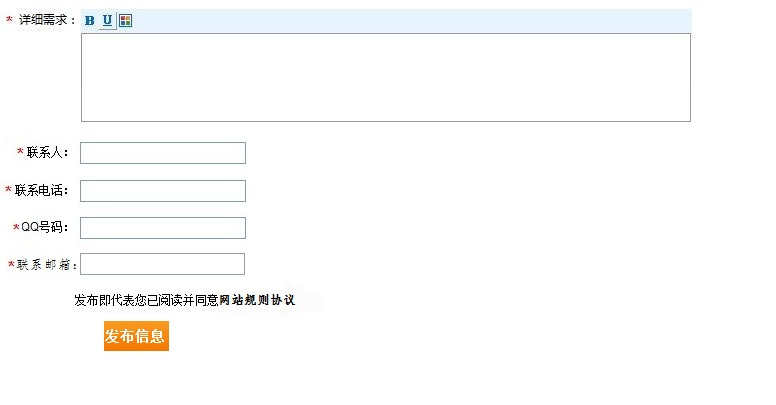 * 详细需求： B U
* 联系人：
* 联系电话：
*QQ号码：
*联系邮箱：
发布即代表您已阅读并同意网站规则协议
发布信息